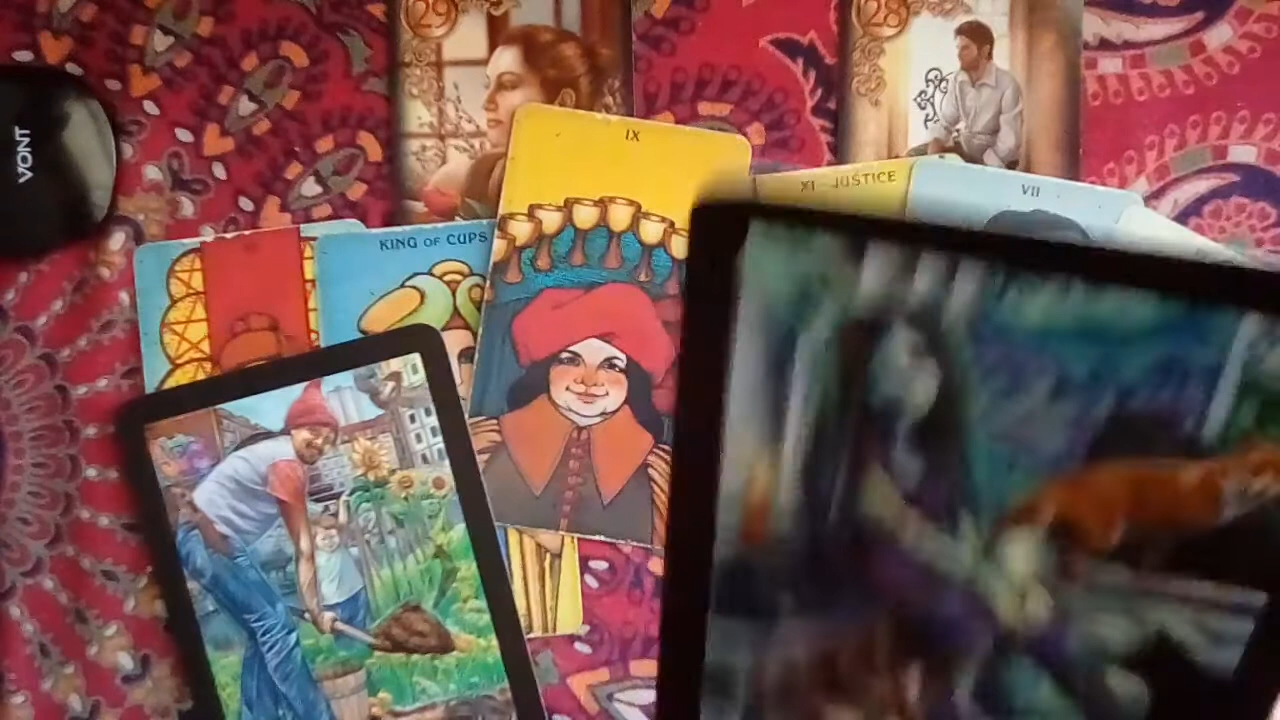 29
28
VONT
IX
XI JUSTICE
VII
KING OF CUPS